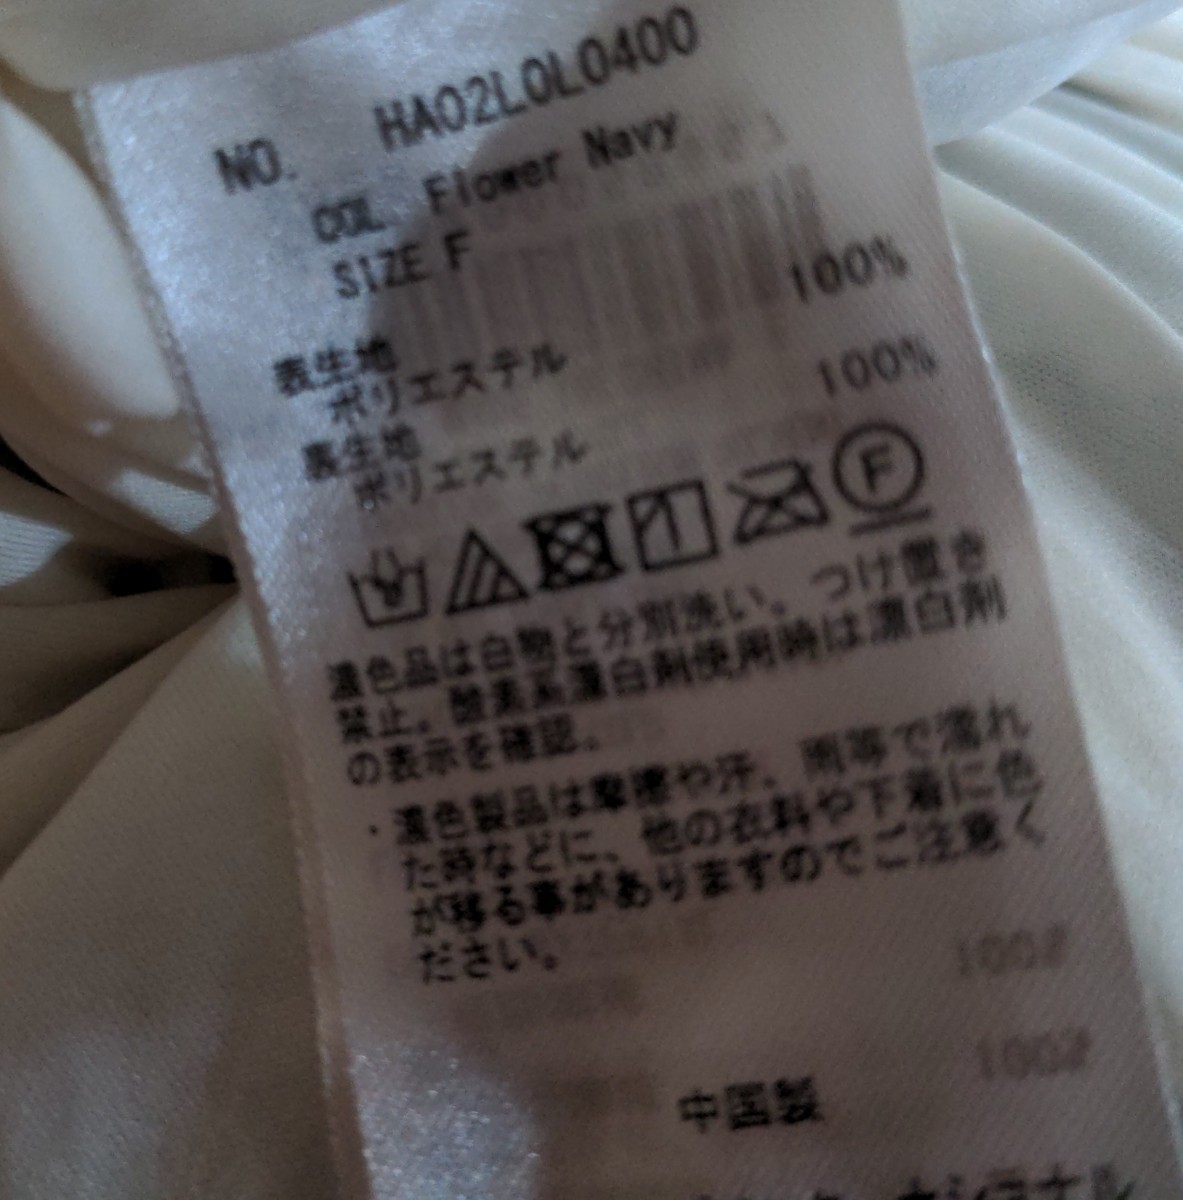 NO. HA02L0L0400
COL Flower Navy
SIZE F
表生地 100%
ポリエステル
裏生地 100%
ポリエステル
F
濃色品は白物と分別洗い。つけ置き
禁止。酸素系漂白剤使用時は漂白剤
の表示を確認。
・濃色製品は摩擦や汗、雨等で濡れ
た時などに、他の衣料や下着に色
が移る事がありますのでご注意く
ださい。
中国製